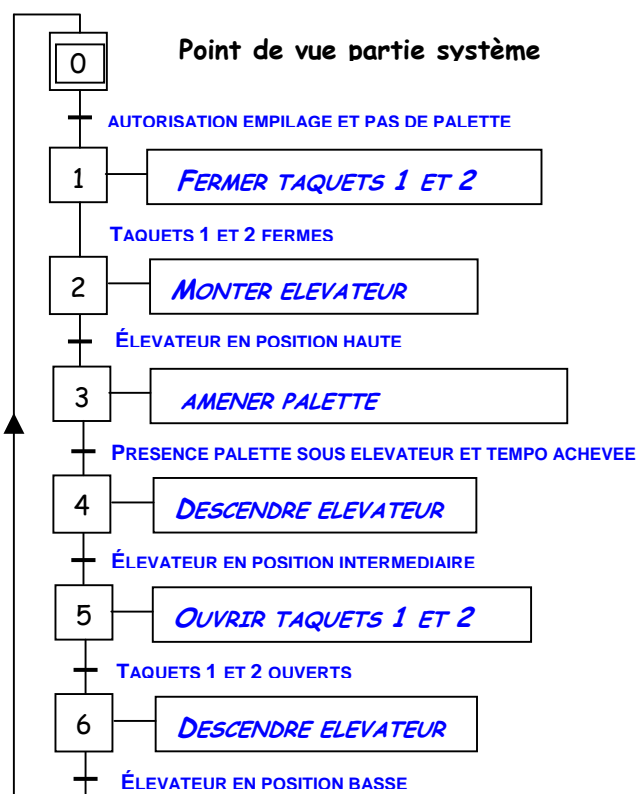 Point de vue partie système
0
AUTORISATION EMPILAGE ET PAS DE PALETTE
1
FERMER TAQUETS 1 ET 2
TAQUETS 1 ET 2 FERMES
2
MONTER ELEVATEUR
ÉLEVATEUR EN POSITION HAUTE
3
AMENER PALETTE
PRESENCE PALETTE SOUS ELEVATEUR ET TEMPO ACHEVEE
4
DESCENDRE ELEVATEUR
ÉLEVATEUR EN POSITION INTERMEDIAIRE
5
OUVRIR TAQUETS 1 ET 2
TAQUETS 1 ET 2 OUVERTS
6
DESCENDRE ELEVATEUR
ÉLEVATEUR EN POSITION BASSE